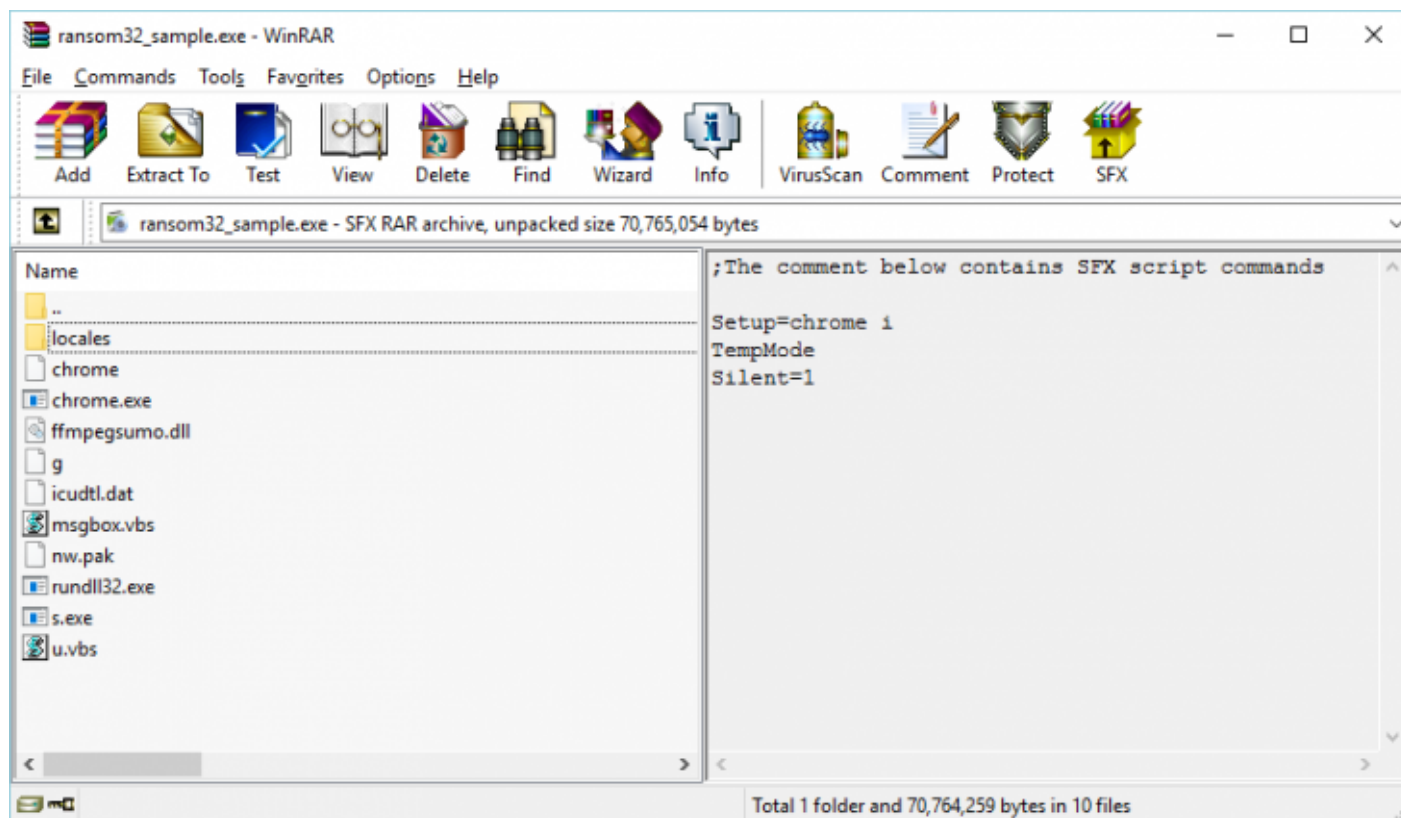 ransom32_sample.exe - WinRAR
File Commands Tools Favorites Options Help
Add Extract To Test View Delete Find Wizard Info VirusScan Comment Protect SFX
ransom32_sample.exe - SFX RAR archive, unpacked size 70,765,054 bytes
Name
..
locales
chrome
chrome.exe
ffmpegsumo.dll
g
icudtl.dat
msgbox.vbs
nw.pak
rundll32.exe
s.exe
u.vbs
;The comment below contains SFX script commands
Setup=chrome i
TempMode
Silent=1
Total 1 folder and 70,764,259 bytes in 10 files